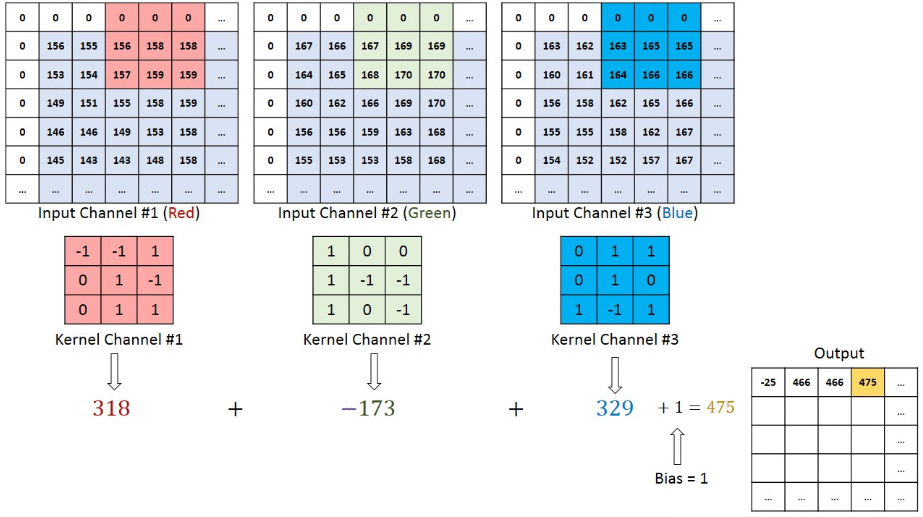 0 0 0 0 0 0 ...
0 156 155 156 158 158 ...
0 153 154 157 159 159 ...
0 149 151 155 158 159 ...
0 146 146 149 153 158 ...
0 145 143 143 148 158 ...
... ... ... ... ... ... ...
Input Channel #1 (Red)
0 0 0 0 0 0 ...
0 167 166 167 169 169 ...
0 164 165 168 170 170 ...
0 160 162 166 169 170 ...
0 156 156 159 163 168 ...
0 155 153 153 158 168 ...
... ... ... ... ... ... ...
Input Channel #2 (Green)
0 0 0 0 0 0 ...
0 163 162 163 165 165 ...
0 160 161 164 166 166 ...
0 156 158 162 165 166 ...
0 155 155 158 162 167 ...
0 154 152 152 157 167 ...
... ... ... ... ... ... ...
Input Channel #3 (Blue)
-1 -1 1
0 1 -1
0 1 1
Kernel Channel #1
1 0 0
1 -1 -1
1 0 -1
Kernel Channel #2
0 1 1
0 1 0
1 -1 1
Kernel Channel #3
318 + −173 + 329 + 1 = 475
Bias = 1
Output
-25 466 466 475 ...
...
...
...
... ... ... ... ...